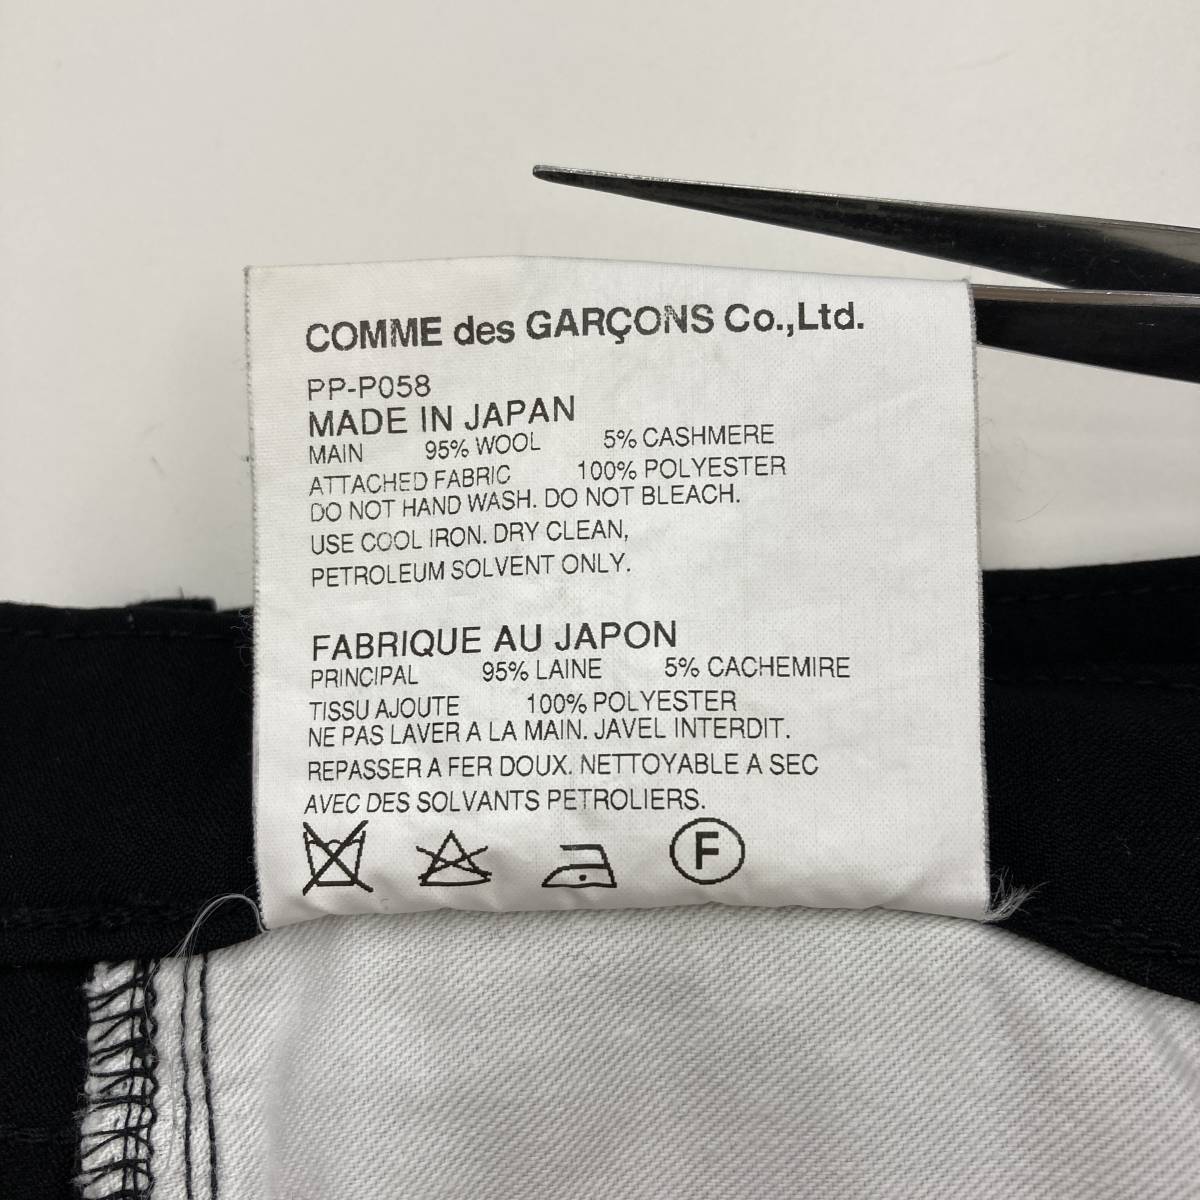 COMME des GARÇONS Co.,Ltd.
PP-P058
MADE IN JAPAN
MAIN 95% WOOL 5% CASHMERE
ATTACHED FABRIC 100% POLYESTER
DO NOT HAND WASH. DO NOT BLEACH.
USE COOL IRON. DRY CLEAN,
PETROLEUM SOLVENT ONLY.
FABRIQUE AU JAPON
PRINCIPAL 95% LAINE 5% CACHEMIRE
TISSU AJOUTE 100% POLYESTER
NE PAS LAVER A LA MAIN. JAVEL INTERDIT.
REPASSER A FER DOUX. NETTOYABLE A SEC
AVEC DES SOLVANTS PETROLIERS.
F